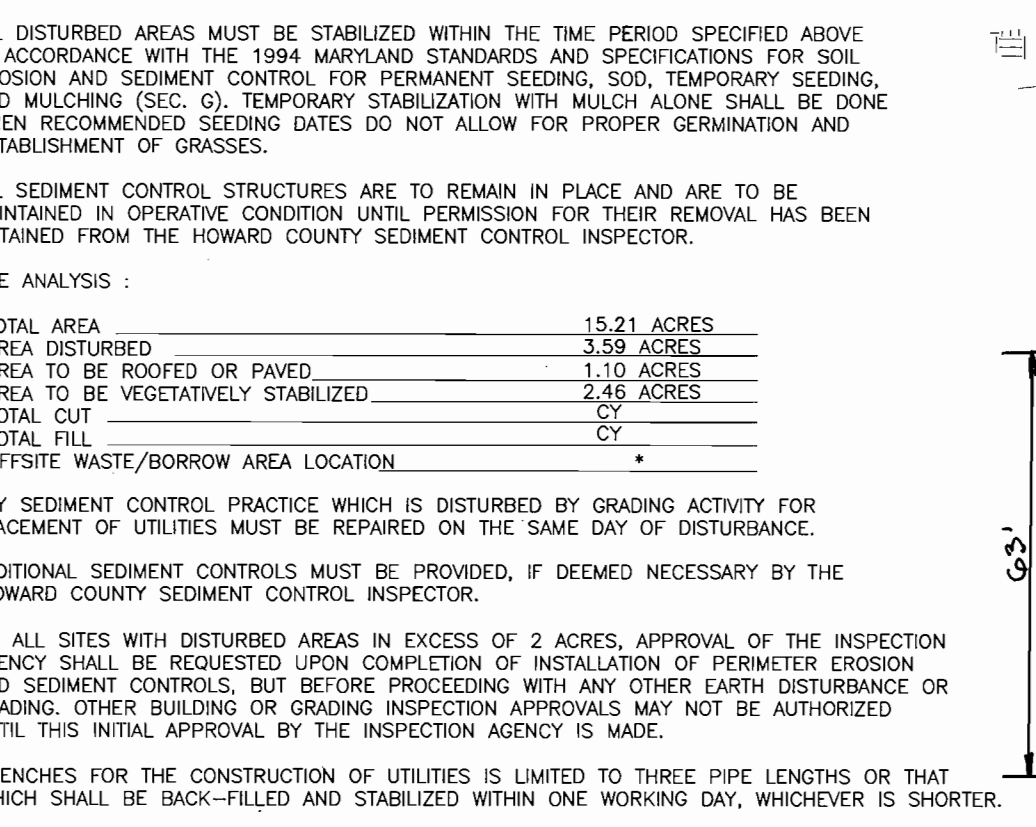 DISTURBED AREAS MUST BE STABILIZED WITHIN THE TIME PERIOD SPECIFIED ABOVE
ACCORDANCE WITH THE 1994 MARYLAND STANDARDS AND SPECIFICATIONS FOR SOIL
OSION AND SEDIMENT CONTROL FOR PERMANENT SEEDING, SOD, TEMPORARY SEEDING,
D MULCHING (SEC. G). TEMPORARY STABILIZATION WITH MULCH ALONE SHALL BE DONE
EN RECOMMENDED SEEDING DATES DO NOT ALLOW FOR PROPER GERMINATION AND
TABLISHMENT OF GRASSES.
SEDIMENT CONTROL STRUCTURES ARE TO REMAIN IN PLACE AND ARE TO BE
INTAINED IN OPERATIVE CONDITION UNTIL PERMISSION FOR THEIR REMOVAL HAS BEEN
TAINED FROM THE HOWARD COUNTY SEDIMENT CONTROL INSPECTOR.
E ANALYSIS :
OTAL AREA 15.21 ACRES
REA DISTURBED 3.59 ACRES
REA TO BE ROOFED OR PAVED 1.10 ACRES
REA TO BE VEGETATIVELY STABILIZED 2.46 ACRES
OTAL CUT CY
OTAL FILL CY
FFSITE WASTE/BORROW AREA LOCATION *
Y SEDIMENT CONTROL PRACTICE WHICH IS DISTURBED BY GRADING ACTIVITY FOR
ACEMENT OF UTILITIES MUST BE REPAIRED ON THE SAME DAY OF DISTURBANCE.
DITIONAL SEDIMENT CONTROLS MUST BE PROVIDED, IF DEEMED NECESSARY BY THE
OWARD COUNTY SEDIMENT CONTROL INSPECTOR.
ALL SITES WITH DISTURBED AREAS IN EXCESS OF 2 ACRES, APPROVAL OF THE INSPECTION
ENCY SHALL BE REQUESTED UPON COMPLETION OF INSTALLATION OF PERIMETER EROSION
D SEDIMENT CONTROLS, BUT BEFORE PROCEEDING WITH ANY OTHER EARTH DISTURBANCE OR
ADING. OTHER BUILDING OR GRADING INSPECTION APPROVALS MAY NOT BE AUTHORIZED
TIL THIS INITIAL APPROVAL BY THE INSPECTION AGENCY IS MADE.
ENCHES FOR THE CONSTRUCTION OF UTILITIES IS LIMITED TO THREE PIPE LENGTHS OR THAT
HICH SHALL BE BACK-FILLED AND STABILIZED WITHIN ONE WORKING DAY, WHICHEVER IS SHORTER.
63'